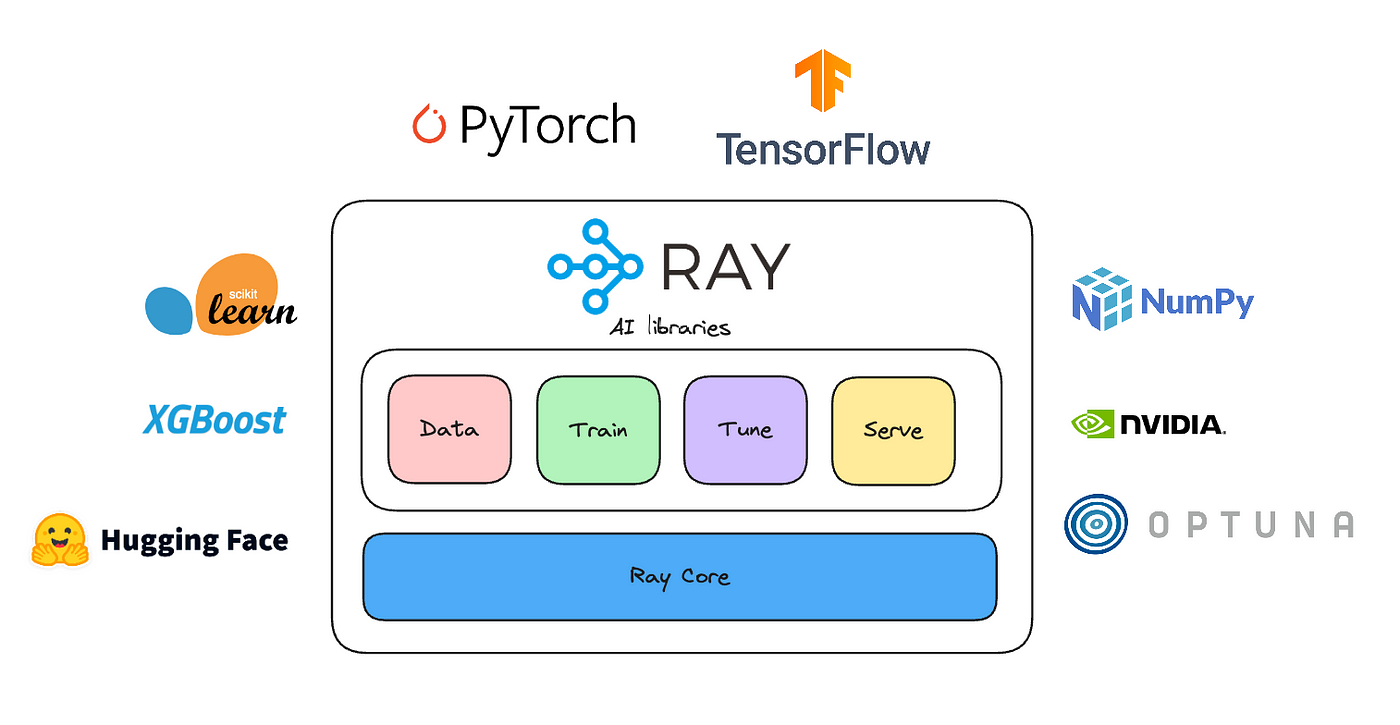 PyTorch
TensorFlow
RAY
AI libraries
scikit
learn
NumPy
XGBoost
Data
Train
Tune
Serve
NVIDIA.
Hugging Face
OPTUNA
Ray Core